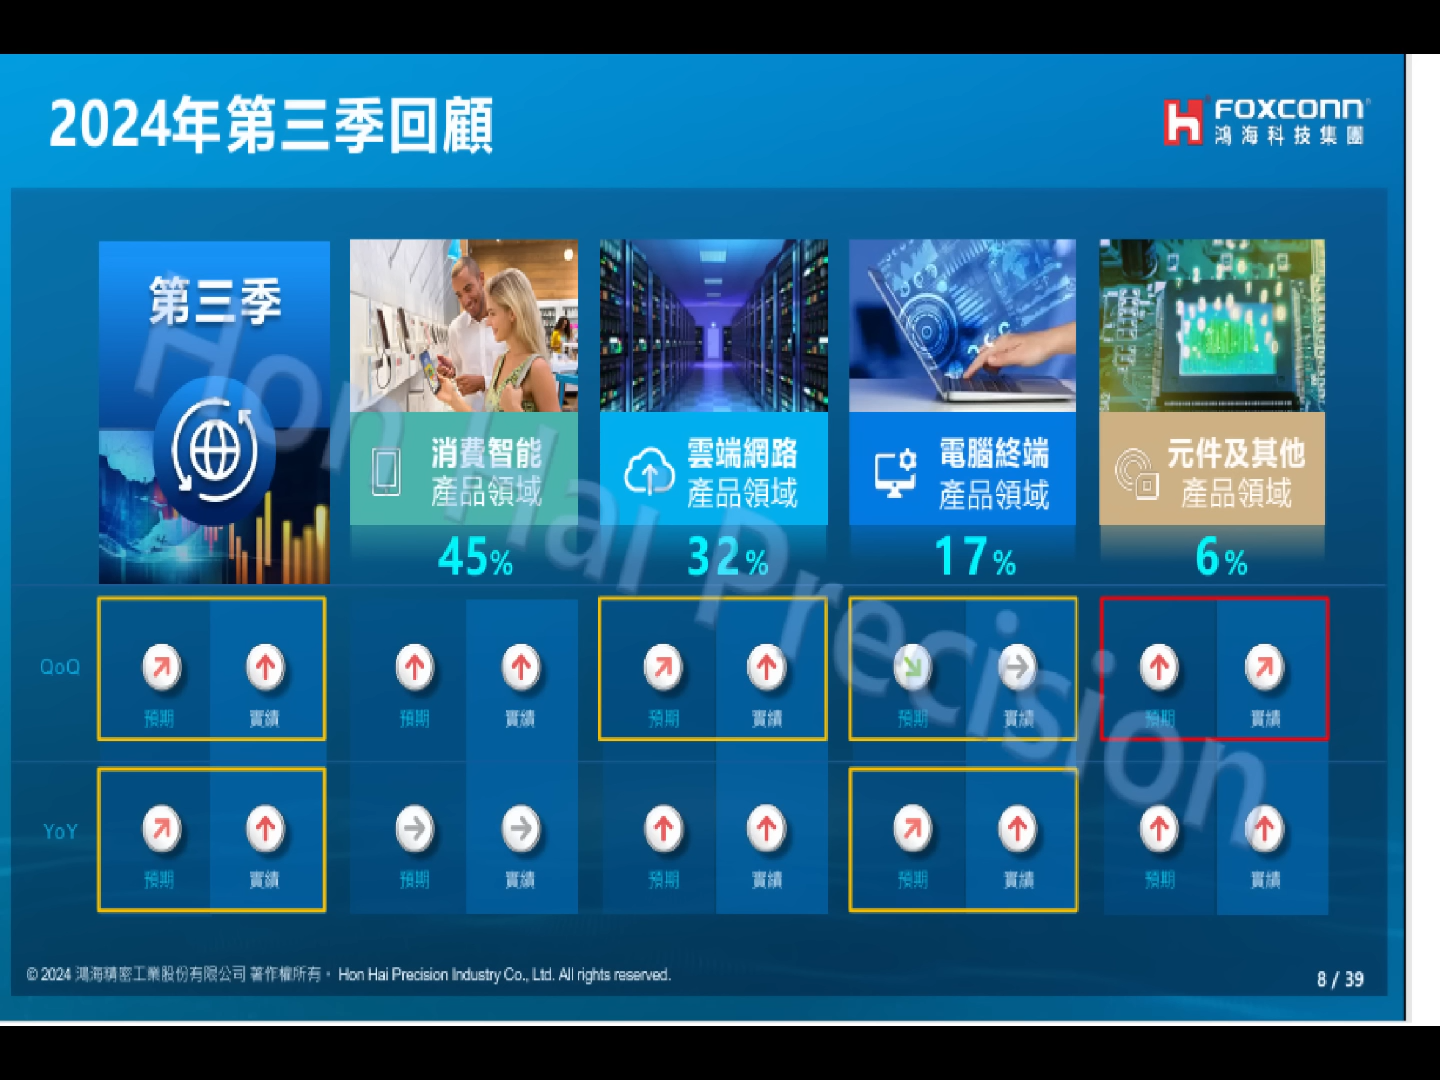 2024年第三季回顧
FOXCONN
鴻海科技集團
第三季
消費智能
產品領域
45%
雲端網路
產品領域
32%
電腦終端
產品領域
17%
元件及其他
產品領域
6%
QoQ
預期 實績 預期 實績 預期 實績 預期 實績 預期 實績
YoY
預期 實績 預期 實績 預期 實績 預期 實績 預期 實績
Hon Hai Precision
© 2024 鴻海精密工業股份有限公司 著作權所有。 Hon Hai Precision Industry Co., Ltd. All rights reserved.
8 / 39